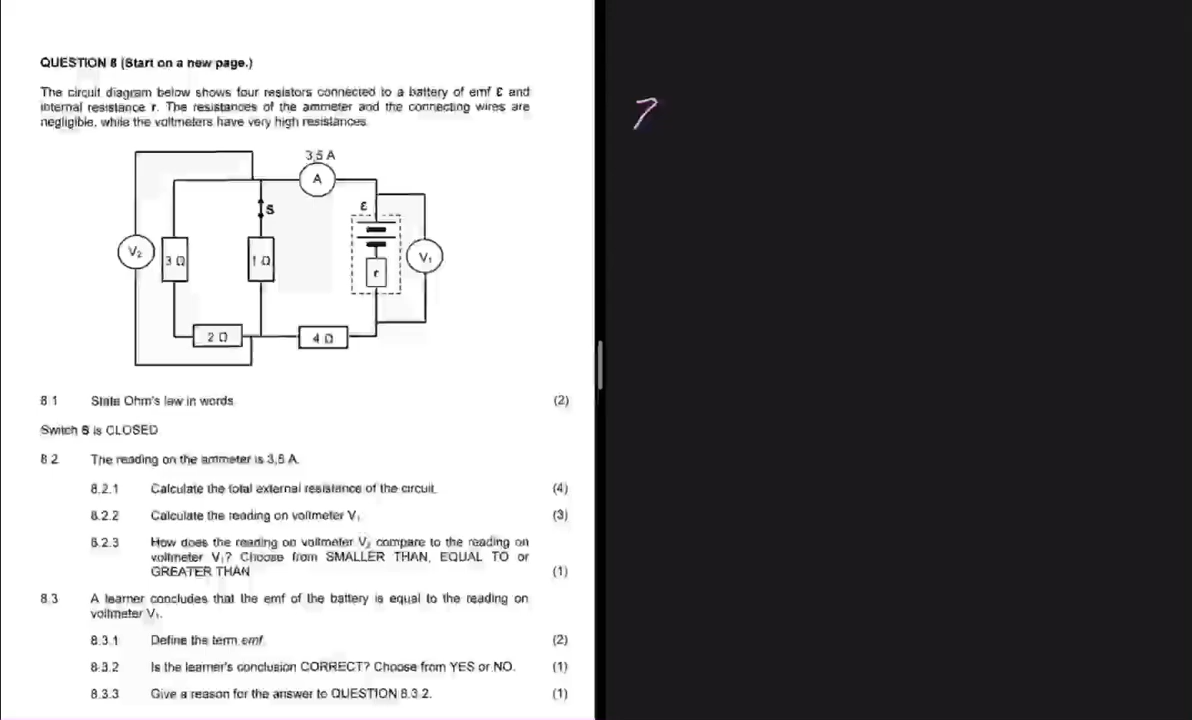 QUESTION 8 (Start on a new page.)
The circuit diagram below shows four resistors connected to a battery of emf Ɛ and
internal resistance r. The resistances of the ammeter and the connecting wires are
negligible, while the voltmeters have very high resistances.
3,5 A
A
S
Ɛ
V₂
3 Ω
1 Ω
r
V₁
2 Ω
4 Ω
8.1 State Ohm's law in words. (2)
Switch S is CLOSED
8.2 The reading on the ammeter is 3,5 A.
8.2.1 Calculate the total external resistance of the circuit. (4)
8.2.2 Calculate the reading on voltmeter V₁ (3)
8.2.3 How does the reading on voltmeter V₂ compare to the reading on
voltmeter V₁? Choose from SMALLER THAN, EQUAL TO or
GREATER THAN (1)
8.3 A learner concludes that the emf of the battery is equal to the reading on
voltmeter V₁.
8.3.1 Define the term emf. (2)
8.3.2 Is the learner's conclusion CORRECT? Choose from YES or NO. (1)
8.3.3 Give a reason for the answer to QUESTION 8.3.2. (1)